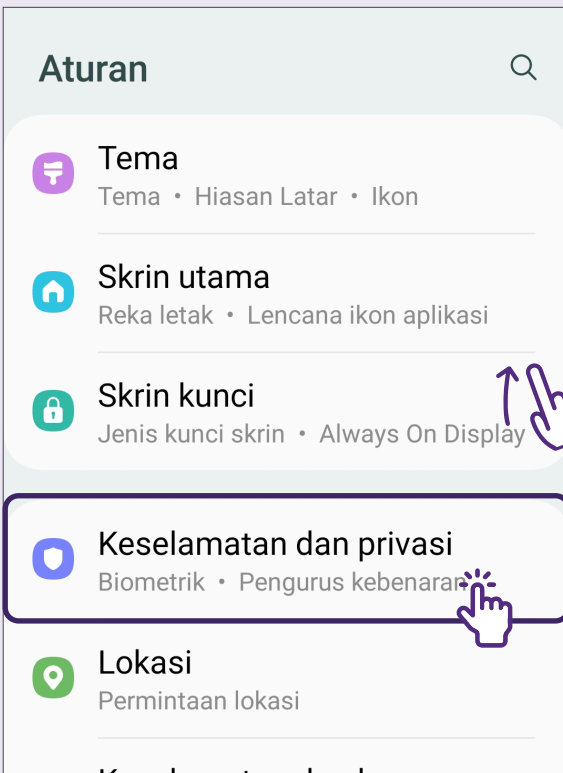 Aturan
Tema
Tema • Hiasan Latar • Ikon
Skrin utama
Reka letak • Lencana ikon aplikasi
Skrin kunci
Jenis kunci skrin • Always On Display
Keselamatan dan privasi
Biometrik • Pengurus kebenaran
Lokasi
Permintaan lokasi